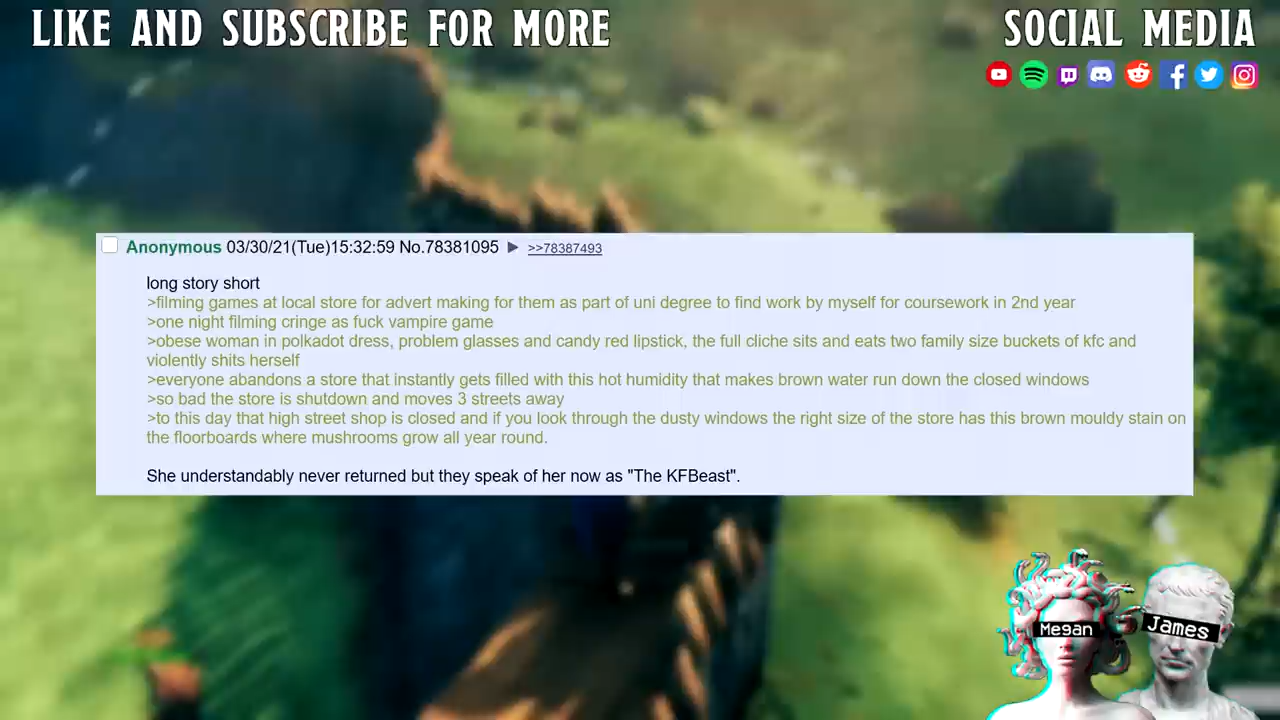 LIKE AND SUBSCRIBE FOR MORE
SOCIAL MEDIA
Anonymous 03/30/21(Tue)15:32:59 No.78381095 ▶ >>78387493
long story short
>filming games at local store for advert making for them as part of uni degree to find work by myself for coursework in 2nd year
>one night filming cringe as fuck vampire game
>obese woman in polkadot dress, problem glasses and candy red lipstick, the full cliche sits and eats two family size buckets of kfc and
violently shits herself
>everyone abandons a store that instantly gets filled with this hot humidity that makes brown water run down the closed windows
>so bad the store is shutdown and moves 3 streets away
>to this day that high street shop is closed and if you look through the dusty windows the right size of the store has this brown mouldy stain on
the floorboards where mushrooms grow all year round.
She understandably never returned but they speak of her now as "The KFBeast".
Megan
James